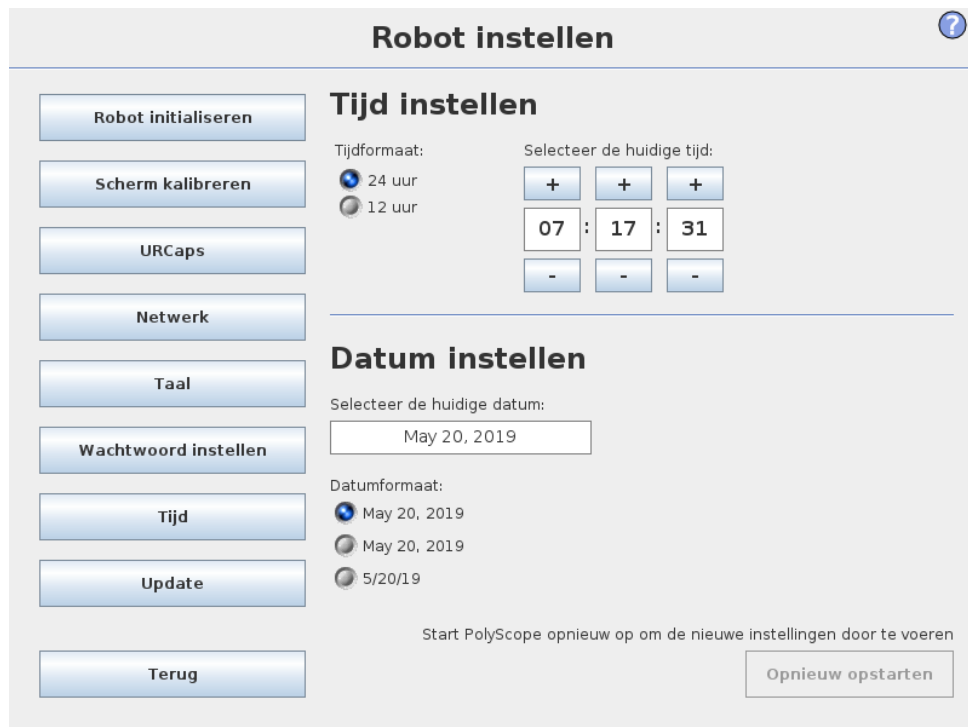 Robot instellen
?
Robot initialiseren
Scherm kalibreren
URCaps
Netwerk
Taal
Wachtwoord instellen
Tijd
Update
Terug
Tijd instellen
Tijdformaat:
24 uur
12 uur
Selecteer de huidige tijd:
+ + +
07 : 17 : 31
- - -
Datum instellen
Selecteer de huidige datum:
May 20, 2019
Datumformaat:
May 20, 2019
May 20, 2019
5/20/19
Start PolyScope opnieuw op om de nieuwe instellingen door te voeren
Opnieuw opstarten